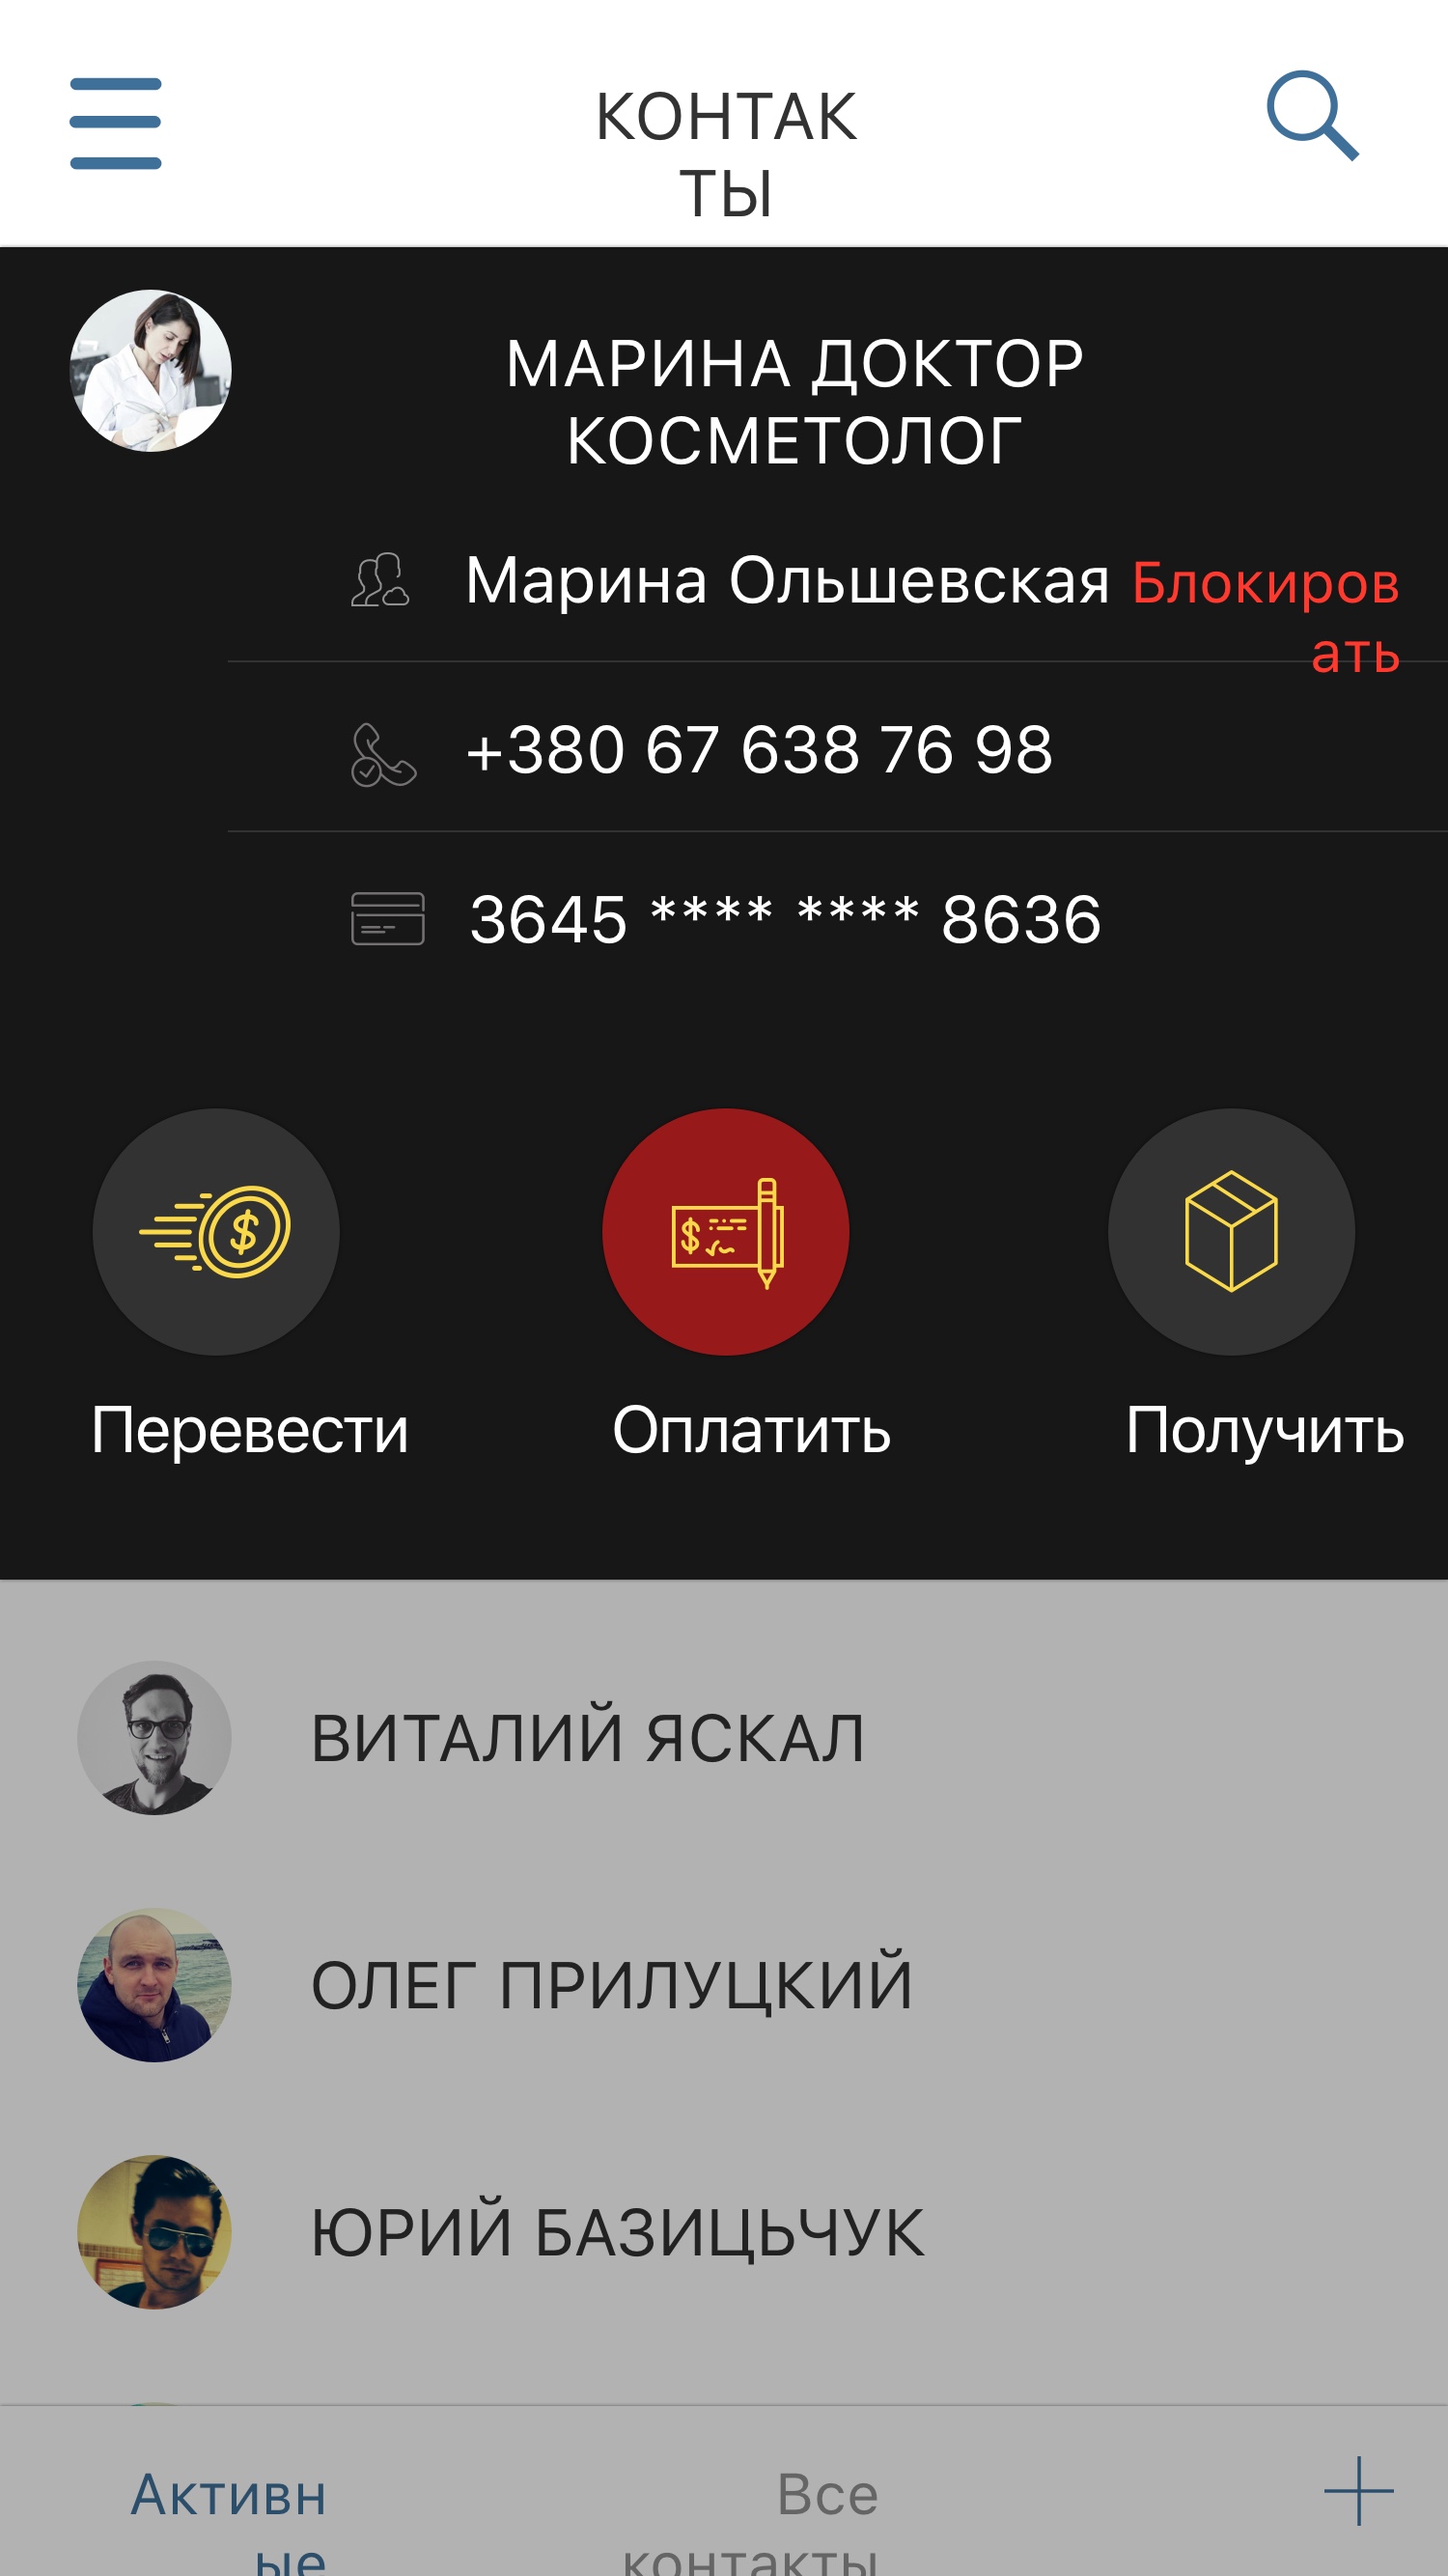 КОНТАК
ТЫ
МАРИНА ДОКТОР
КОСМЕТОЛОГ
Марина Ольшевская Блокиров
ать
+380 67 638 76 98
3645 **** **** 8636
Перевести Оплатить Получить
ВИТАЛИЙ ЯСКАЛ
ОЛЕГ ПРИЛУЦКИЙ
ЮРИЙ БАЗИЦЬЧУК
Активн Все
ые контакты